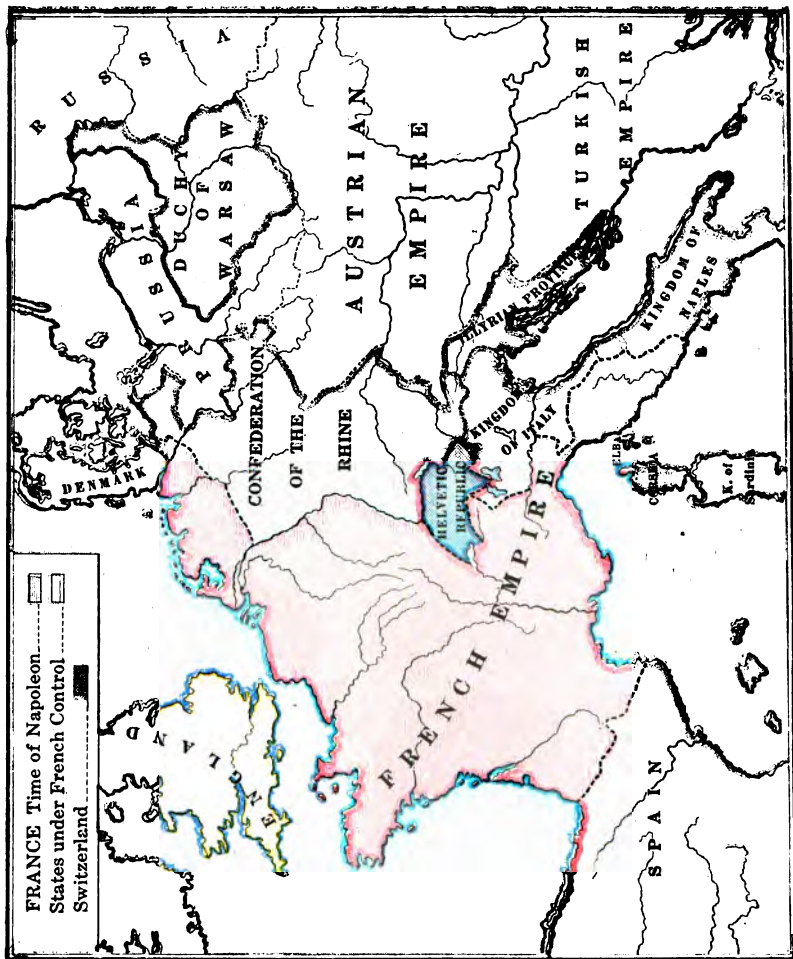 FRANCE Time of Napoleon
States under French Control
Switzerland
RUSSIA
DENMARK
PRUSSIA
DUCHY
OF
WARSAW
ENGLAND
CONFEDERATION
OF THE
RHINE
AUSTRIAN
EMPIRE
HELVETIC
REPUBLIC
FRENCH EMPIRE
KINGDOM
OF ITALY
ILLYRIAN PROVINCES
TURKISH
EMPIRE
KINGDOM OF
NAPLES
ELBA
CORSICA
K. of
Sardinia
SPAIN